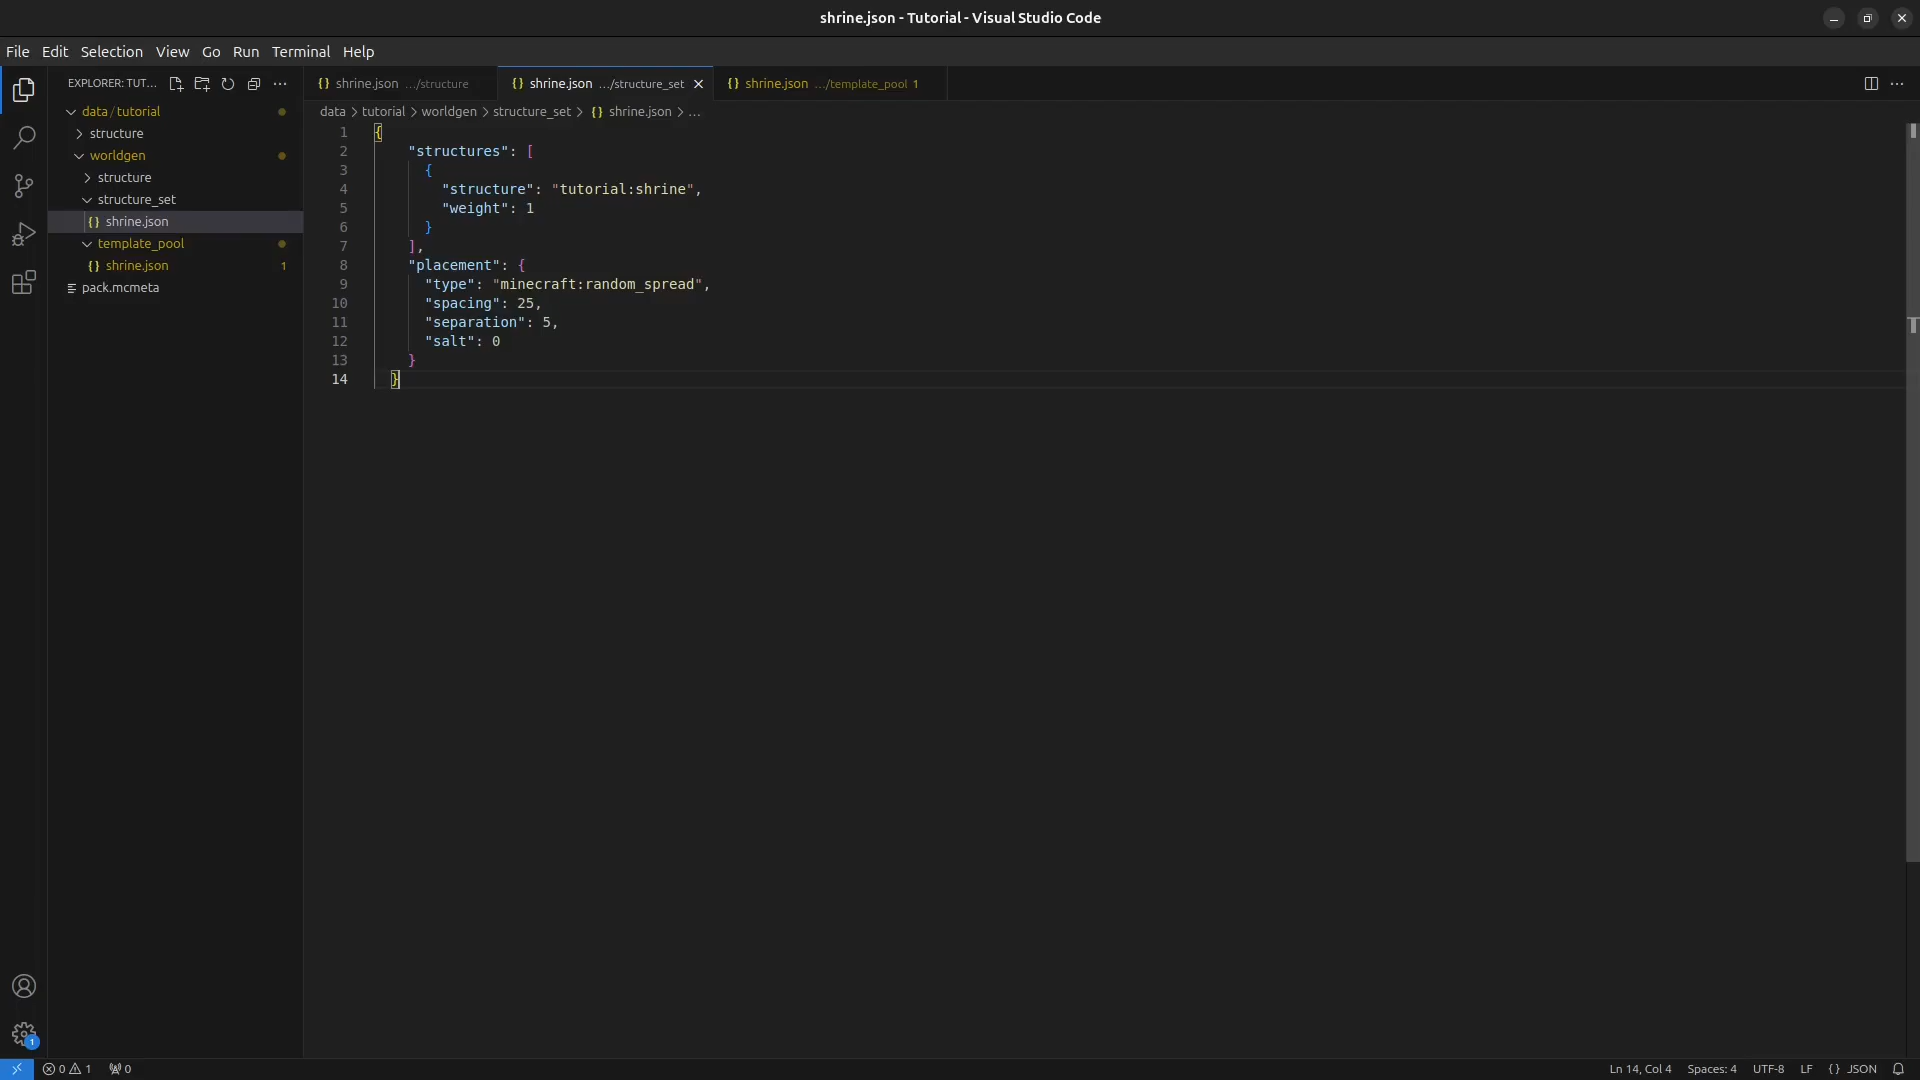 shrine.json - Tutorial - Visual Studio Code
File Edit Selection View Go Run Terminal Help
EXPLORER: TUT...
shrine.json .../structure
shrine.json .../structure_set
shrine.json .../template_pool 1
data > tutorial > worldgen > structure_set > {} shrine.json > ...
data / tutorial
structure
worldgen
structure
structure_set
{} shrine.json
template_pool
{} shrine.json 1
pack.mcmeta
1 {
2 "structures": [
3 {
4 "structure": "tutorial:shrine",
5 "weight": 1
6 }
7 ],
8 "placement": {
9 "type": "minecraft:random_spread",
10 "spacing": 25,
11 "separation": 5,
12 "salt": 0
13 }
14 }
1
0 1 0
Ln 14, Col 4 Spaces: 4 UTF-8 LF {} JSON